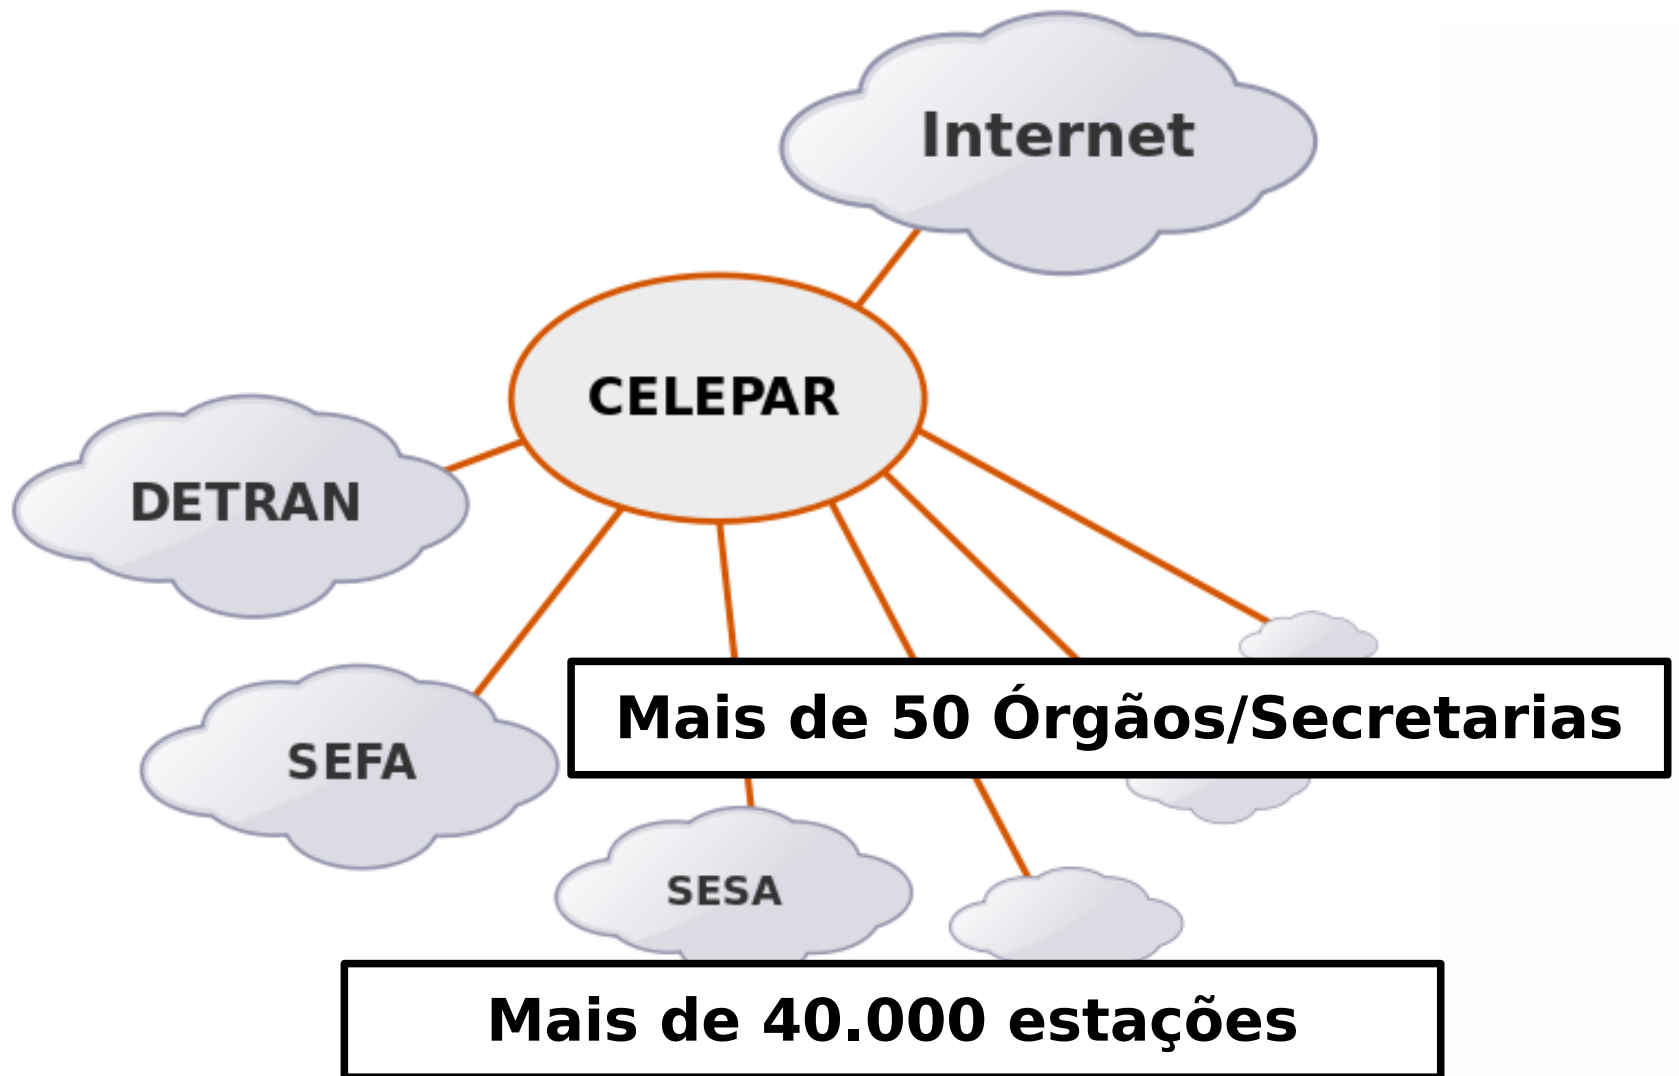 Internet
CELEPAR
DETRAN
Mais de 50 Órgãos/Secretarias
SEFA
SESA
Mais de 40.000 estações